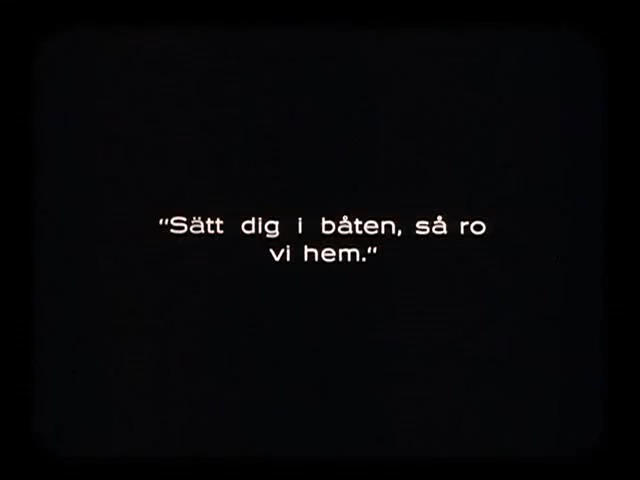 "Sätt dig i båten, så ro
vi hem."